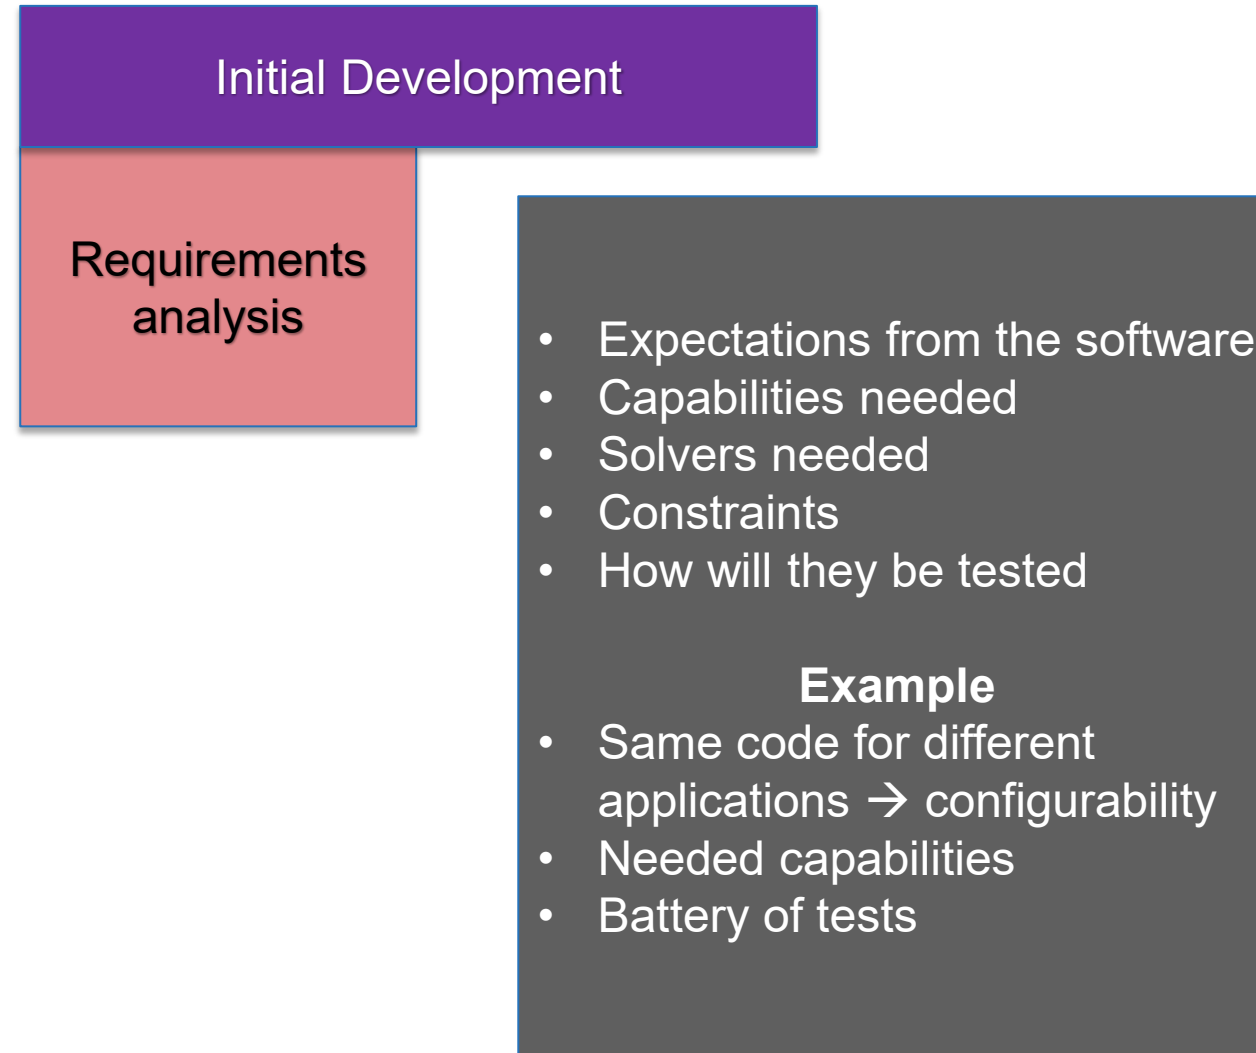 Initial Development
Requirements
analysis
• Expectations from the software
• Capabilities needed
• Solvers needed
• Constraints
• How will they be tested
Example
• Same code for different
applications → configurability
• Needed capabilities
• Battery of tests